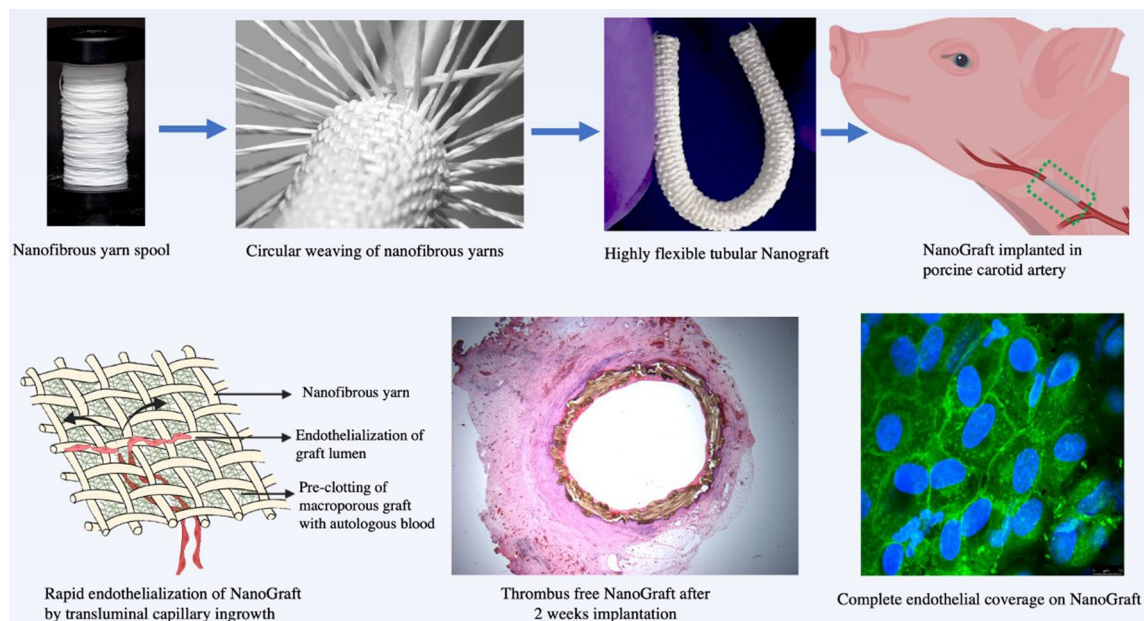 Nanofibrous yarn spool
Circular weaving of nanofibrous yarns
Highly flexible tubular Nanograft
NanoGraft implanted in
porcine carotid artery
Nanofibrous yarn
Endothelialization of
graft lumen
Pre-clotting of
macroporous graft
with autologous blood
Rapid endothelialization of NanoGraft
by transluminal capillary ingrowth
Thrombus free NanoGraft after
2 weeks implantation
Complete endothelial coverage on NanoGraft